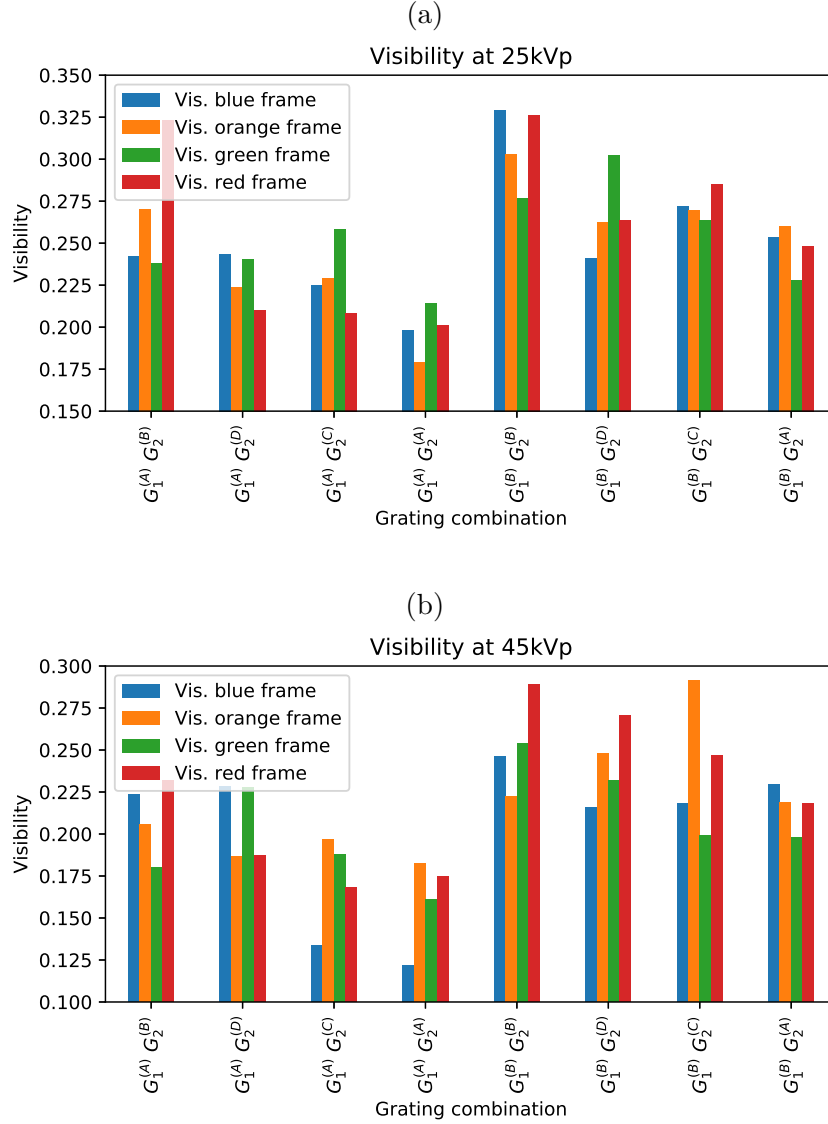 (a)
Visibility at 25kVp
0.350
0.325
0.300
0.275
0.250
0.225
0.200
0.175
0.150
Visibility
Vis. blue frame
Vis. orange frame
Vis. green frame
Vis. red frame
G₁⁽ᴬ⁾ G₂⁽ᴮ⁾
G₁⁽ᴬ⁾ G₂⁽ᴰ⁾
G₁⁽ᴬ⁾ G₂⁽ᶜ⁾
G₁⁽ᴬ⁾ G₂⁽ᴬ⁾
G₁⁽ᴮ⁾ G₂⁽ᴮ⁾
G₁⁽ᴮ⁾ G₂⁽ᴰ⁾
G₁⁽ᴮ⁾ G₂⁽ᶜ⁾
G₁⁽ᴮ⁾ G₂⁽ᴬ⁾
Grating combination
(b)
Visibility at 45kVp
0.300
0.275
0.250
0.225
0.200
0.175
0.150
0.125
0.100
Visibility
Vis. blue frame
Vis. orange frame
Vis. green frame
Vis. red frame
G₁⁽ᴬ⁾ G₂⁽ᴮ⁾
G₁⁽ᴬ⁾ G₂⁽ᴰ⁾
G₁⁽ᴬ⁾ G₂⁽ᶜ⁾
G₁⁽ᴬ⁾ G₂⁽ᴬ⁾
G₁⁽ᴮ⁾ G₂⁽ᴮ⁾
G₁⁽ᴮ⁾ G₂⁽ᴰ⁾
G₁⁽ᴮ⁾ G₂⁽ᶜ⁾
G₁⁽ᴮ⁾ G₂⁽ᴬ⁾
Grating combination